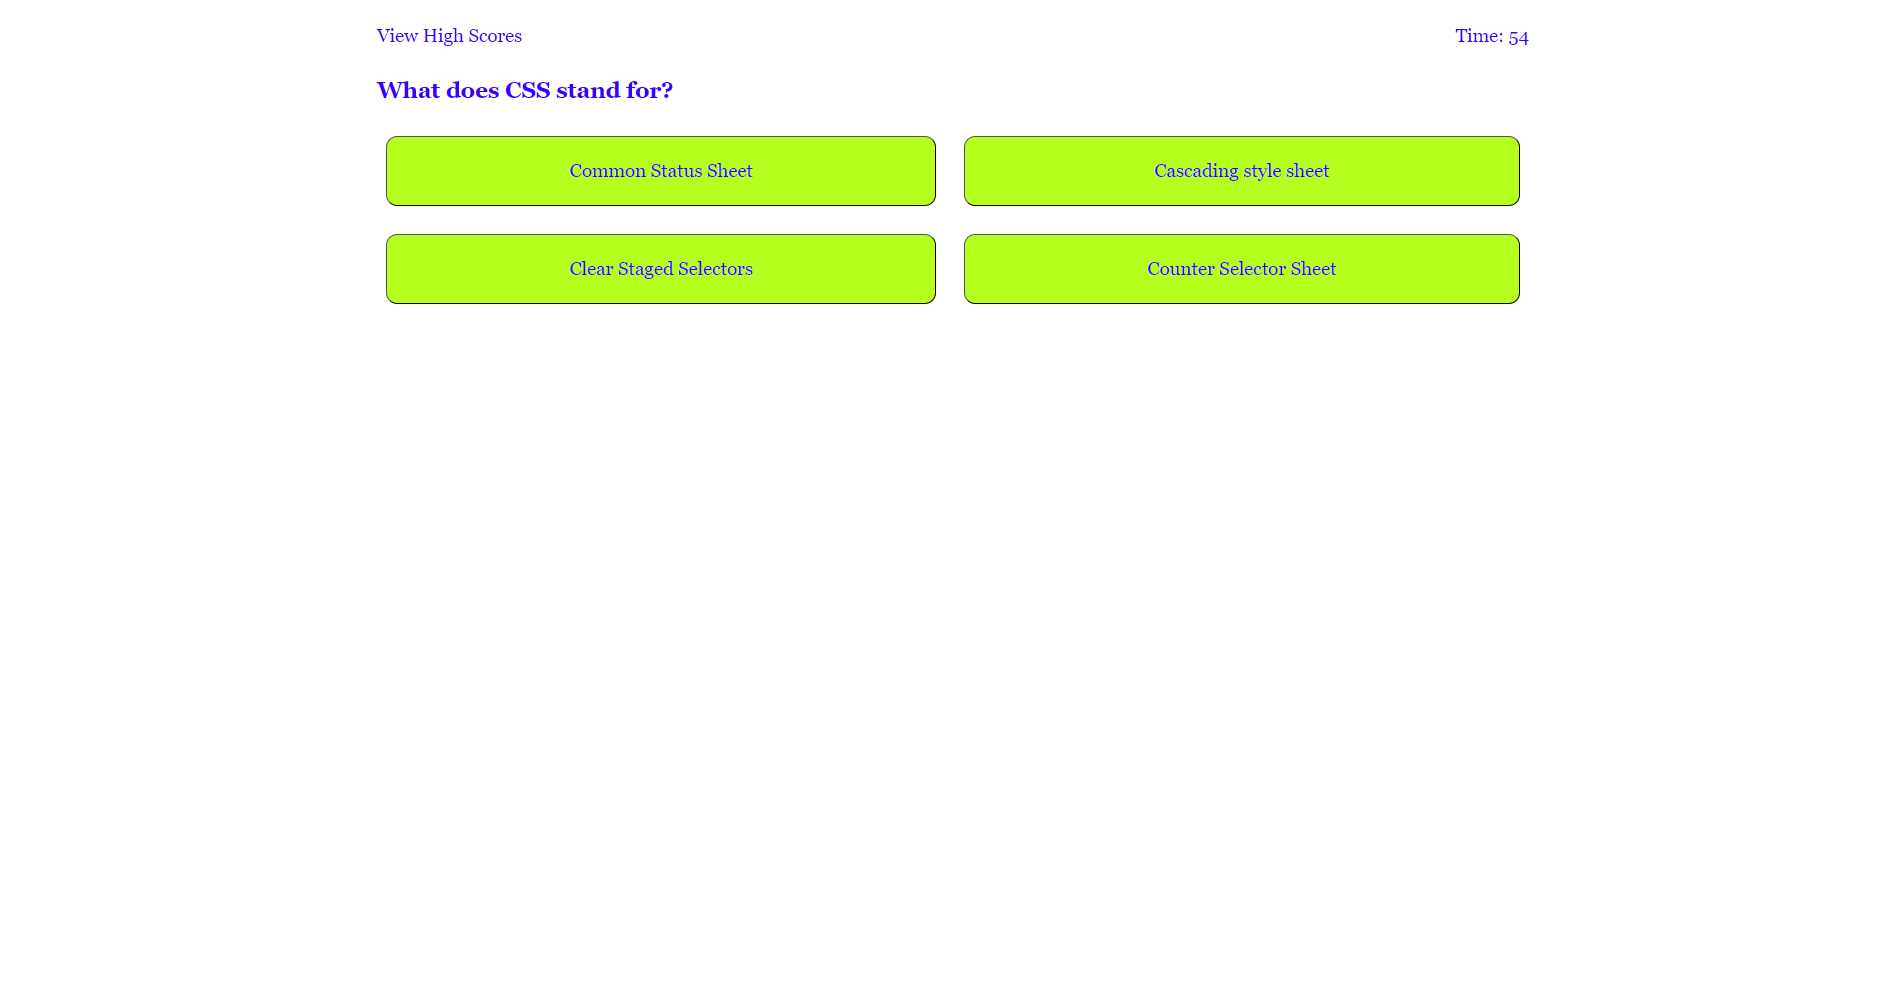 View High Scores
Time: 54
What does CSS stand for?
Common Status Sheet
Cascading style sheet
Clear Staged Selectors
Counter Selector Sheet